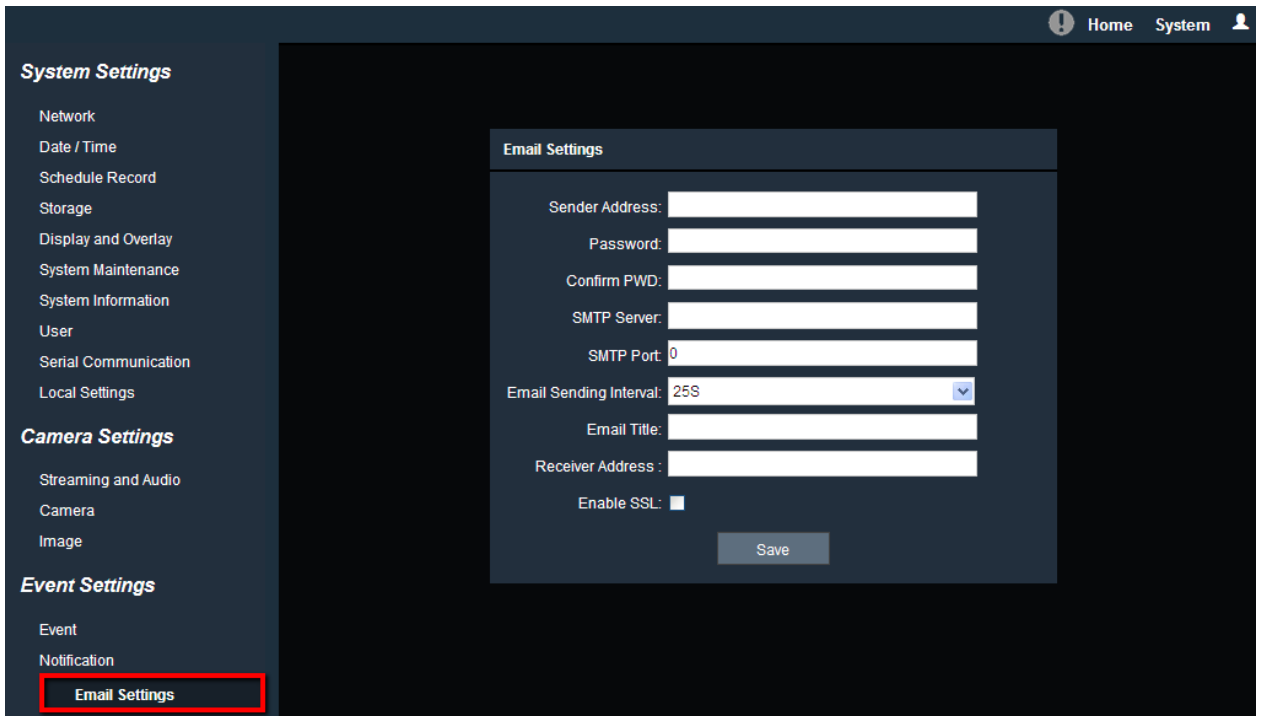 Home System
System Settings
Network
Date / Time
Schedule Record
Storage
Display and Overlay
System Maintenance
System Information
User
Serial Communication
Local Settings
Camera Settings
Streaming and Audio
Camera
Image
Event Settings
Event
Notification
Email Settings
Email Settings
Sender Address:
Password:
Confirm PWD:
SMTP Server:
SMTP Port: 0
Email Sending Interval: 25S
Email Title:
Receiver Address :
Enable SSL:
Save